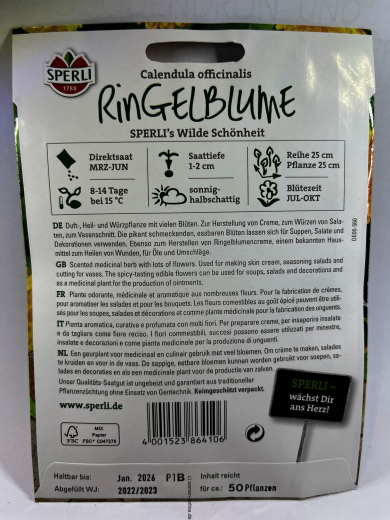 SPERLI
1788
Calendula officinalis
RINGELBLUME
SPERLI's Wilde Schönheit
Direktsaat
MRZ-JUN
Saattiefe
1-2 cm
Reihe 25 cm
Pflanze 25 cm
8-14 Tage
bei 15 °C
sonnig-
halbschattig
Blütezeit
JUL-OKT
DE Duft-, Heil- und Würzpflanze mit vielen Blüten. Zur Herstellung von Creme, zum Würzen von Sala-
ten, zum Vasenschnitt. Die pikant schmeckenden, essbaren Blüten lassen sich für Suppen, Salate und
Dekorationen verwenden. Ebenso zum Herstellen von Ringelblumencreme, einem bekannten Haus-
mittel zum Heilen von Wunden, für Öle und Umschläge.
GB Scented medicinal herb with lots of flowers. Used for making skin cream, seasoning salads and
cutting for vases. The spicy-tasting edible flowers can be used for soups, salads and decorations and
as a medicinal plant for the production of ointments.
FR Plante odorante, médicinale et aromatique aux nombreuses fleurs. Pour la fabrication de crèmes,
pour aromatiser les salades et pour les bouquets. Les fleurs comestibles au goût épicé peuvent être utili-
sés pour les soupes, salades et décorations et comme plante médicinale pour la fabrication des onguents.
IT Pianta aromatica, curativa e profumata con molti fiori. Per preparare creme, per insaporire insalate
e da tagliare come fiore reciso. I fiori commestibili, succosi possono essere utilizzati per minestre,
insalate e decorazioni e come pianta medicinale per la produzione di unguenti.
NL Een geurplant voor medicinaal en culinair gebruik met veel bloemen. Om crème te maken, salades
te kruiden en voor in de vaas. De sappige, eetbare bloemen kunnen worden gebruikt voor soepen, sa-
lades en decoraties en als een medicinale plant voor de productie van zalven.
Unser Qualitäts-Saatgut ist ungebeizt und garantiert aus traditioneller
Pflanzenzüchtung ohne Einsatz von Gentechnik. Keimgeschützt verpackt.
www.sperli.de
SPERLI –
wächst Dir
ans Herz!
FSC
MIX
Papier
FSC® C047276
4 001523 864106
Haltbar bis:
Jan. 2026 P1B
Inhalt reicht
Abgefüllt WJ:
2022/2023
für ca.: 50 Pflanzen